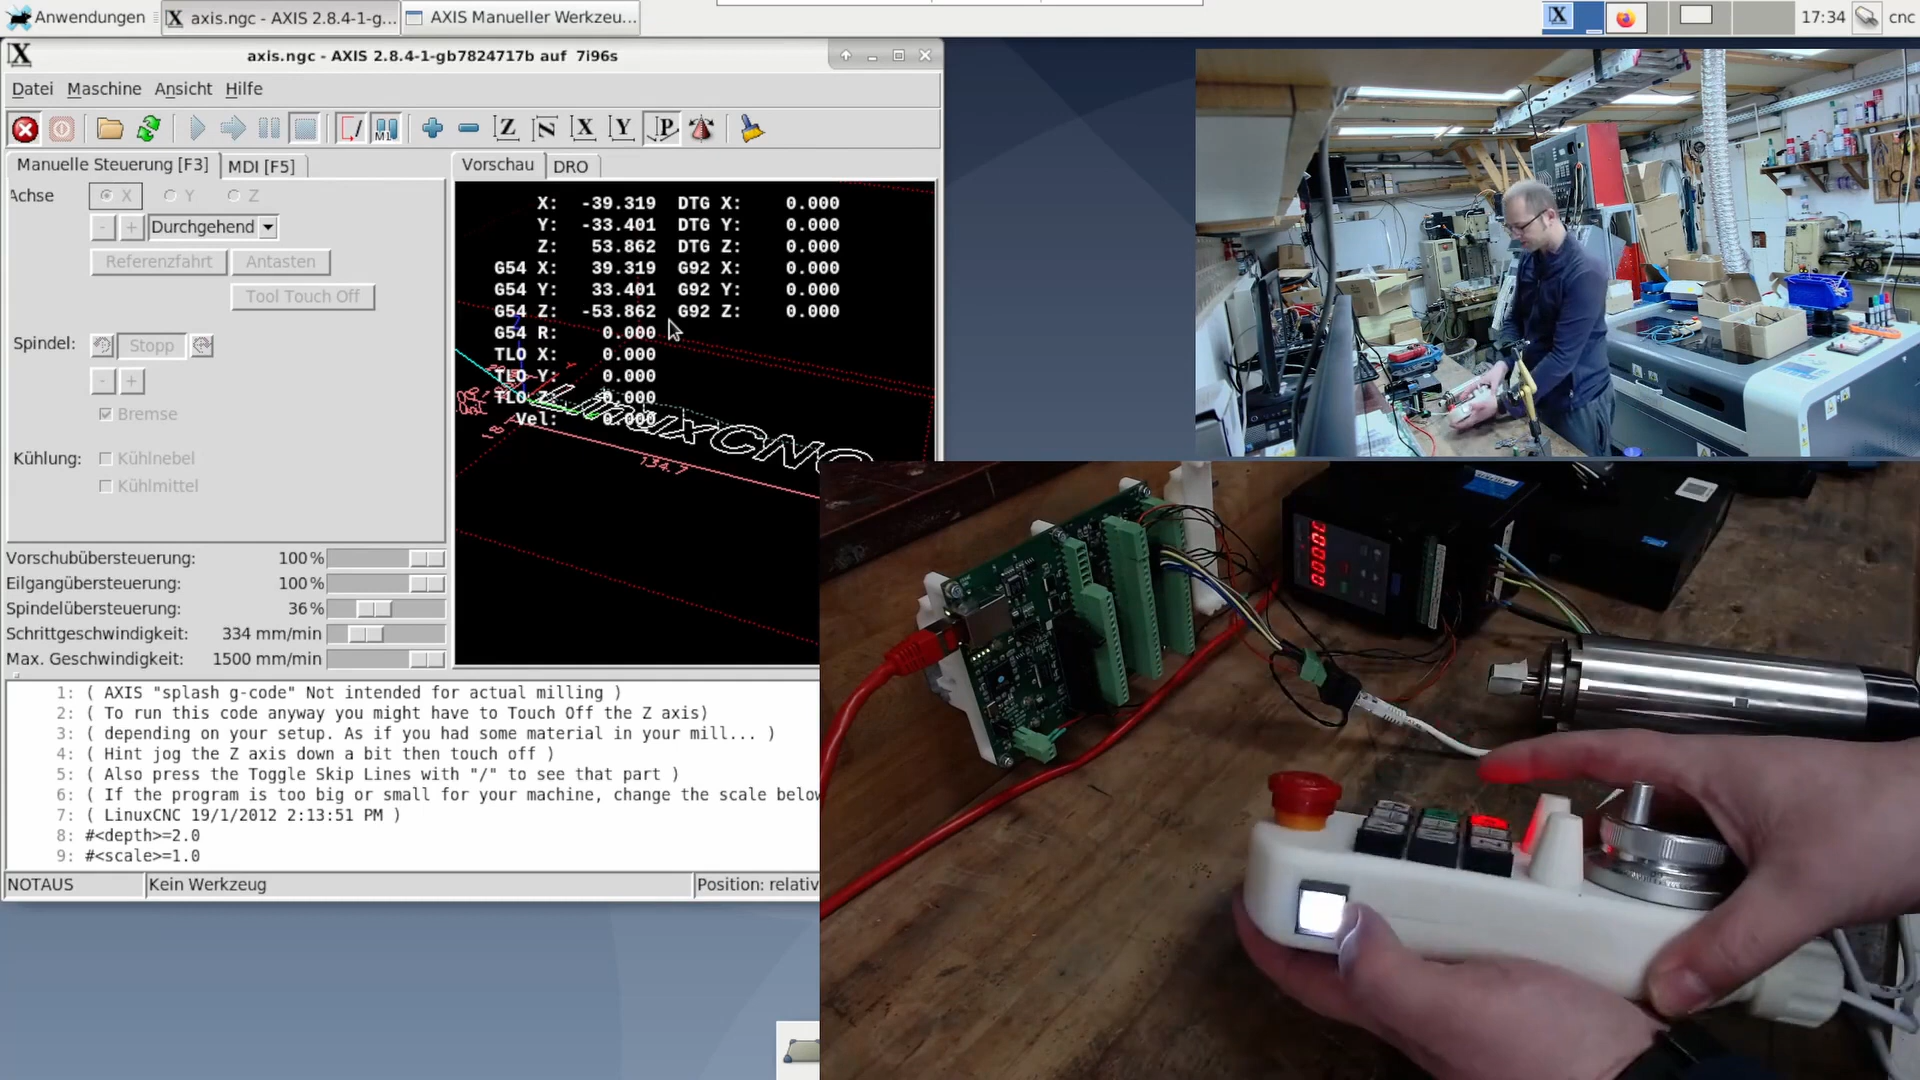 Anwendungen
axis.ngc - AXIS 2.8.4-1-g...
AXIS Manueller Werkzeu...
17:34
cnc
axis.ngc - AXIS 2.8.4-1-gb7824717b auf 7i96s
Datei Maschine Ansicht Hilfe
Z N X Y P
M1
Manuelle Steuerung [F3]
MDI [F5]
Vorschau
DRO
Achse
X Y Z
- + Durchgehend
Referenzfahrt Antasten
Tool Touch Off
Spindel: Stopp
- +
Bremse
Kühlung: Kühlnebel
Kühlmittel
X: -39.319 DTG X: 0.000
Y: -33.401 DTG Y: 0.000
Z: 53.862 DTG Z: 0.000
G54 X: 39.319 G92 X: 0.000
G54 Y: 33.401 G92 Y: 0.000
G54 Z: -53.862 G92 Z: 0.000
G54 R: 0.000
TLO X: 0.000
TLO Y: 0.000
TLO Z: 0.000
Vel: 0.000
LinuxCNC
134.7
Vorschubübersteuerung: 100 %
Eilgangübersteuerung: 100 %
Spindelübersteuerung: 36 %
Schrittgeschwindigkeit: 334 mm/min
Max. Geschwindigkeit: 1500 mm/min
1: ( AXIS "splash g-code" Not intended for actual milling )
2: ( To run this code anyway you might have to Touch Off the Z axis)
3: ( depending on your setup. As if you had some material in your mill... )
4: ( Hint jog the Z axis down a bit then touch off )
5: ( Also press the Toggle Skip Lines with "/" to see that part )
6: ( If the program is too big or small for your machine, change the scale below
7: ( LinuxCNC 19/1/2012 2:13:51 PM )
8: #<depth>=2.0
9: #<scale>=1.0
NOTAUS
Kein Werkzeug
Position: relativ